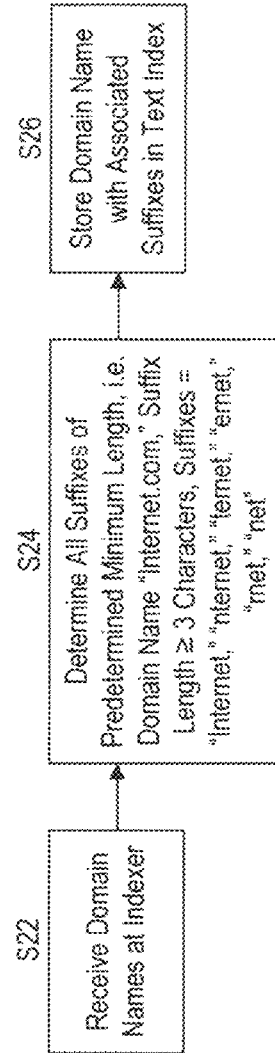 S22
Receive Domain
Names at Indexer
S24
Determine All Suffixes of
Predetermined Minimum Length, i.e.
Domain Name “Internet.com,” Suffix
Length ≥ 3 Characters, Suffixes =
“Internet,” “nternet,” “ternet,” “ernet,”
“rnet,” “net”
S26
Store Domain Name
with Associated
Suffixes in Text Index